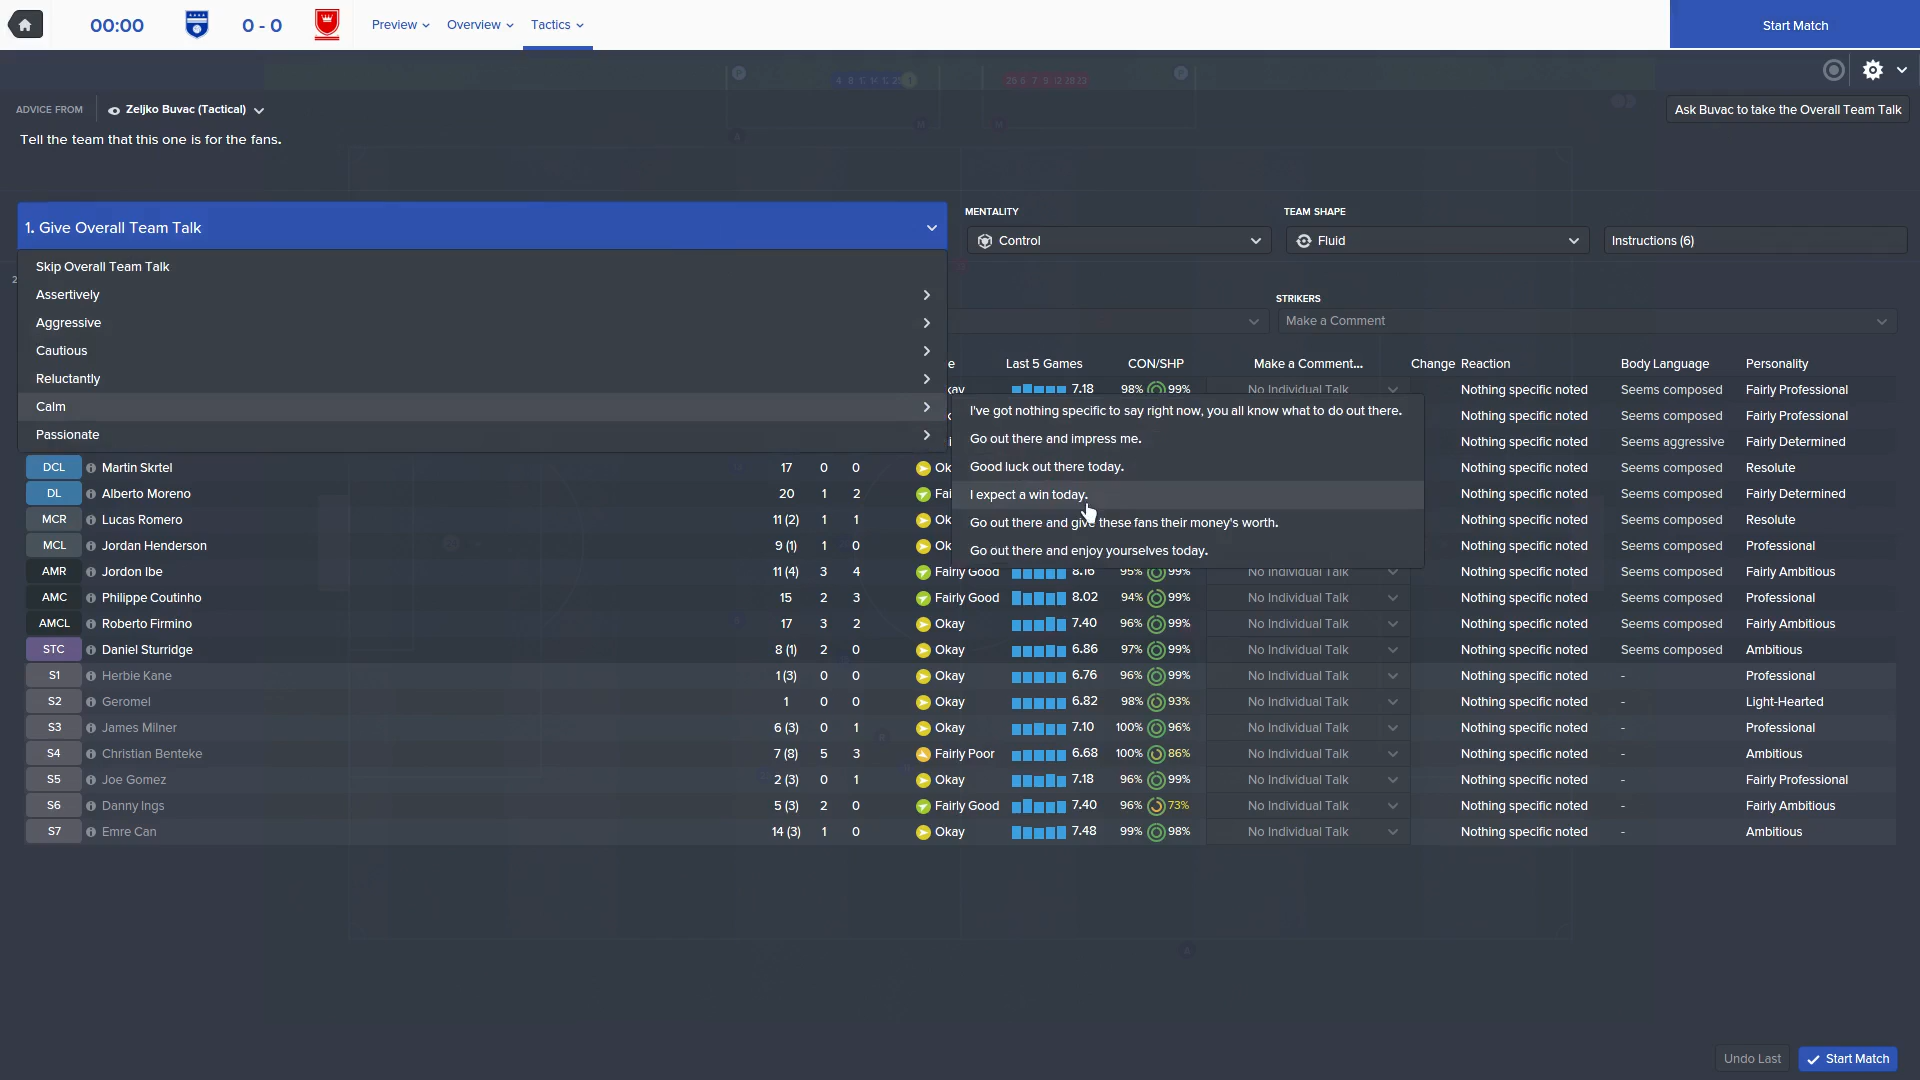 00:00 0 - 0 Preview Overview Tactics Start Match
ADVICE FROM Zeljko Buvac (Tactical) Ask Buvac to take the Overall Team Talk
Tell the team that this one is for the fans.
MENTALITY TEAM SHAPE
1. Give Overall Team Talk Control Fluid Instructions (6)
Skip Overall Team Talk
Assertively
Aggressive
Cautious
Reluctantly
Calm
Passionate
STRIKERS
Make a Comment
Last 5 Games CON/SHP Make a Comment... Change Reaction Body Language Personality
7.18 98% 99% No Individual Talk Nothing specific noted Seems composed Fairly Professional
I've got nothing specific to say right now, you all know what to do out there. Nothing specific noted Seems composed Fairly Professional
Go out there and impress me. Nothing specific noted Seems aggressive Fairly Determined
DCL Martin Skrtel 17 0 0 Ok Good luck out there today. Nothing specific noted Seems composed Resolute
DL Alberto Moreno 20 1 2 Fai I expect a win today. Nothing specific noted Seems composed Fairly Determined
MCR Lucas Romero 11 (2) 1 1 Ok Go out there and give these fans their money's worth. Nothing specific noted Seems composed Resolute
MCL Jordan Henderson 9 (1) 1 0 Ok Go out there and enjoy yourselves today. Nothing specific noted Seems composed Professional
AMR Jordon Ibe 11 (4) 3 4 Fairly Good 8.16 95% 99% No Individual Talk Nothing specific noted Seems composed Fairly Ambitious
AMC Philippe Coutinho 15 2 3 Fairly Good 8.02 94% 99% No Individual Talk Nothing specific noted Seems composed Professional
AMCL Roberto Firmino 17 3 2 Okay 7.40 96% 99% No Individual Talk Nothing specific noted Seems composed Fairly Ambitious
STC Daniel Sturridge 8 (1) 2 0 Okay 6.86 97% 99% No Individual Talk Nothing specific noted Seems composed Ambitious
S1 Herbie Kane 1 (3) 0 0 Okay 6.76 96% 99% No Individual Talk Nothing specific noted - Professional
S2 Geromel 1 0 0 Okay 6.82 98% 93% No Individual Talk Nothing specific noted - Light-Hearted
S3 James Milner 6 (3) 0 1 Okay 7.10 100% 96% No Individual Talk Nothing specific noted - Professional
S4 Christian Benteke 7 (8) 5 3 Fairly Poor 6.68 100% 86% No Individual Talk Nothing specific noted - Ambitious
S5 Joe Gomez 2 (3) 0 1 Okay 7.18 96% 99% No Individual Talk Nothing specific noted - Fairly Professional
S6 Danny Ings 5 (3) 2 0 Fairly Good 7.40 96% 73% No Individual Talk Nothing specific noted - Fairly Ambitious
S7 Emre Can 14 (3) 1 0 Okay 7.48 99% 98% No Individual Talk Nothing specific noted - Ambitious
Undo Last Start Match